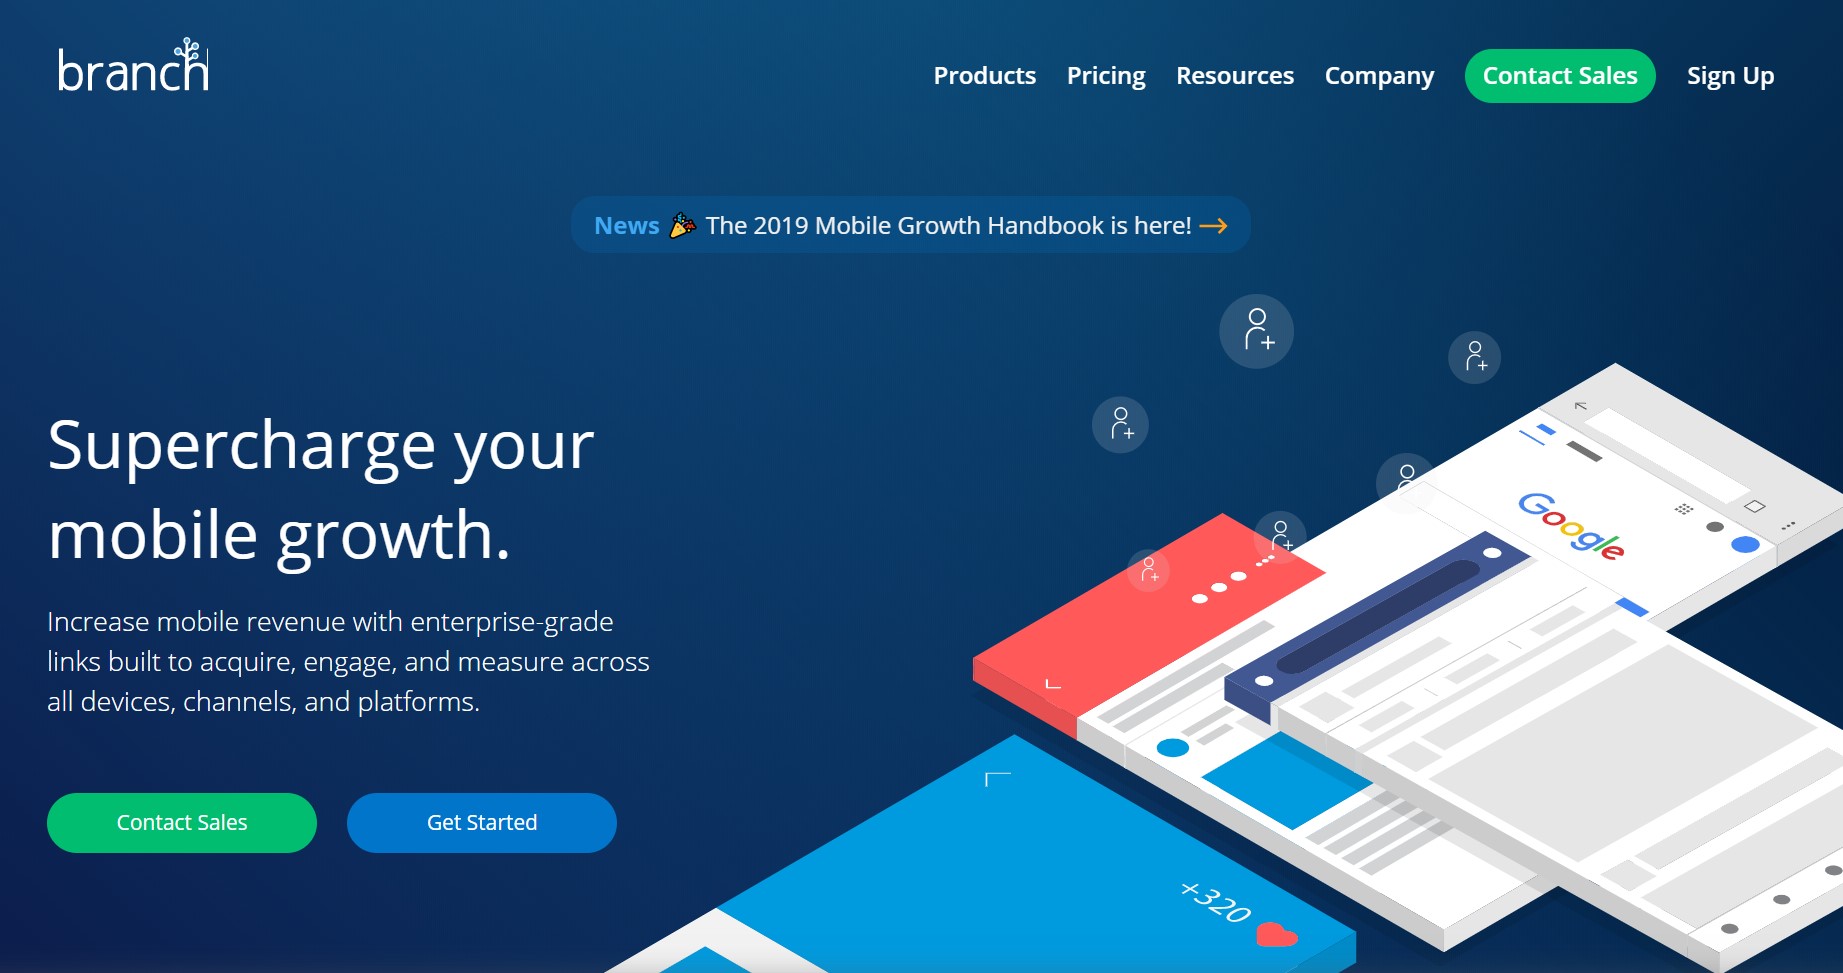 branch
Products Pricing Resources Company Contact Sales Sign Up
News 🎉 The 2019 Mobile Growth Handbook is here! →
Supercharge your
mobile growth.
Increase mobile revenue with enterprise-grade
links built to acquire, engage, and measure across
all devices, channels, and platforms.
Contact Sales Get Started
Google
+320